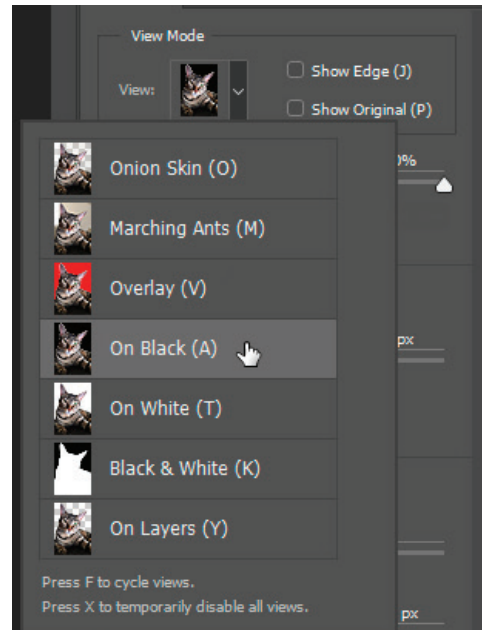 View Mode
View:
Show Edge (J)
Show Original (P)
0%
Onion Skin (O)
Marching Ants (M)
Overlay (V)
On Black (A)
px
On White (T)
Black & White (K)
On Layers (Y)
Press F to cycle views.
Press X to temporarily disable all views.
px